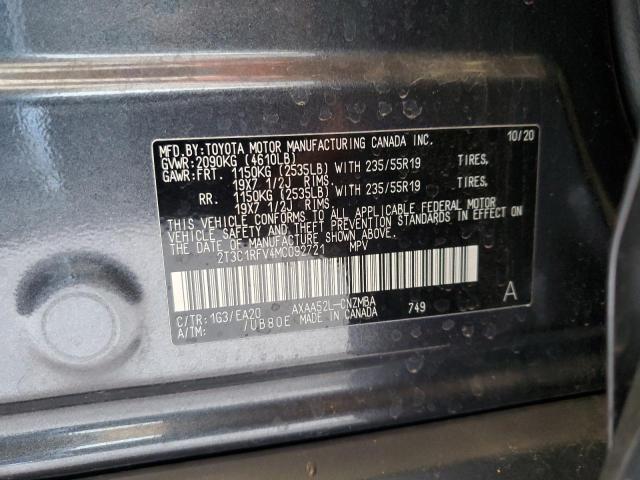 MFD.BY:TOYOTA MOTOR MANUFACTURING CANADA INC. 10/20
GVWR:2090KG (4610LB)
GAWR:FRT. 1150KG (2535LB) WITH 235/55R19 TIRES,
19X7 1/2J RIMS.
RR. 1150KG (2535LB) WITH 235/55R19 TIRES,
19X7 1/2J RIMS.
THIS VEHICLE CONFORMS TO ALL APPLICABLE FEDERAL MOTOR
VEHICLE SAFETY AND THEFT PREVENTION STANDARDS IN EFFECT ON
THE DATE OF MANUFACTURE SHOWN ABOVE.
2T3C1RFV4MC092721 MPV
C/TR:1G3/EA20 AXAA52L-CNZMBA 749 A
A/TM: /UB80E MADE IN CANADA